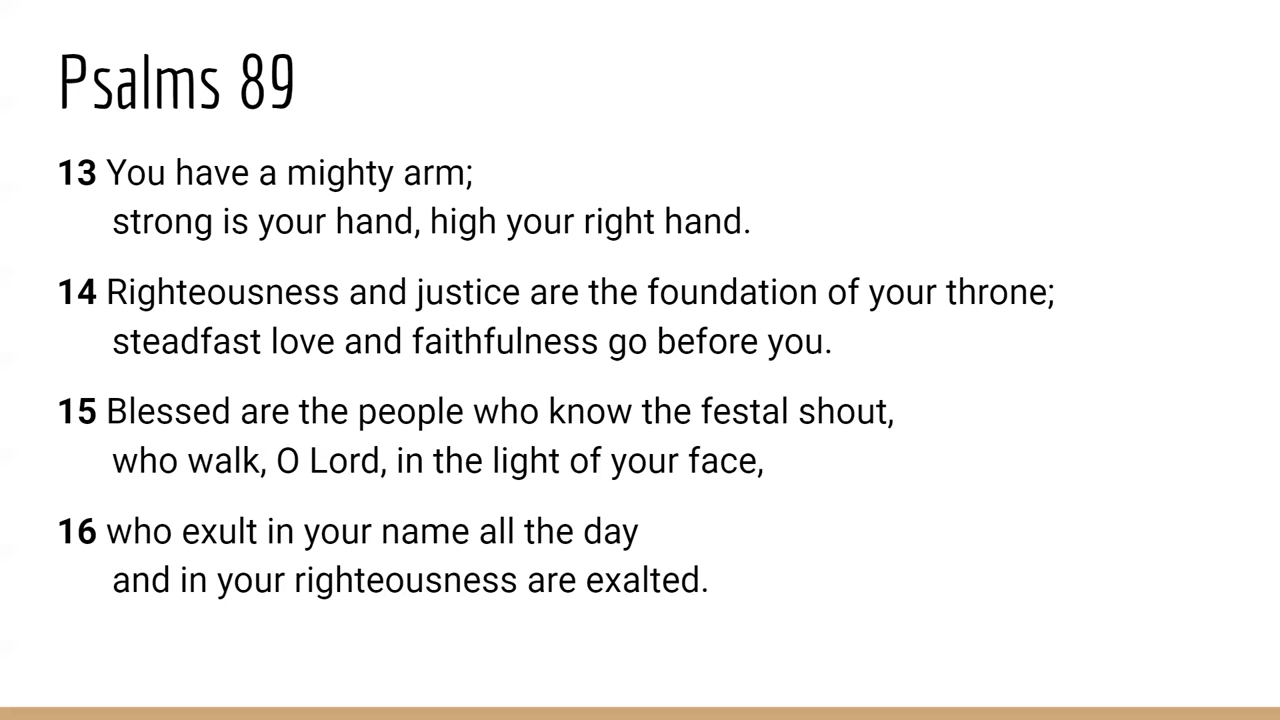 Psalms 89
13 You have a mighty arm;
strong is your hand, high your right hand.
14 Righteousness and justice are the foundation of your throne;
steadfast love and faithfulness go before you.
15 Blessed are the people who know the festal shout,
who walk, O Lord, in the light of your face,
16 who exult in your name all the day
and in your righteousness are exalted.